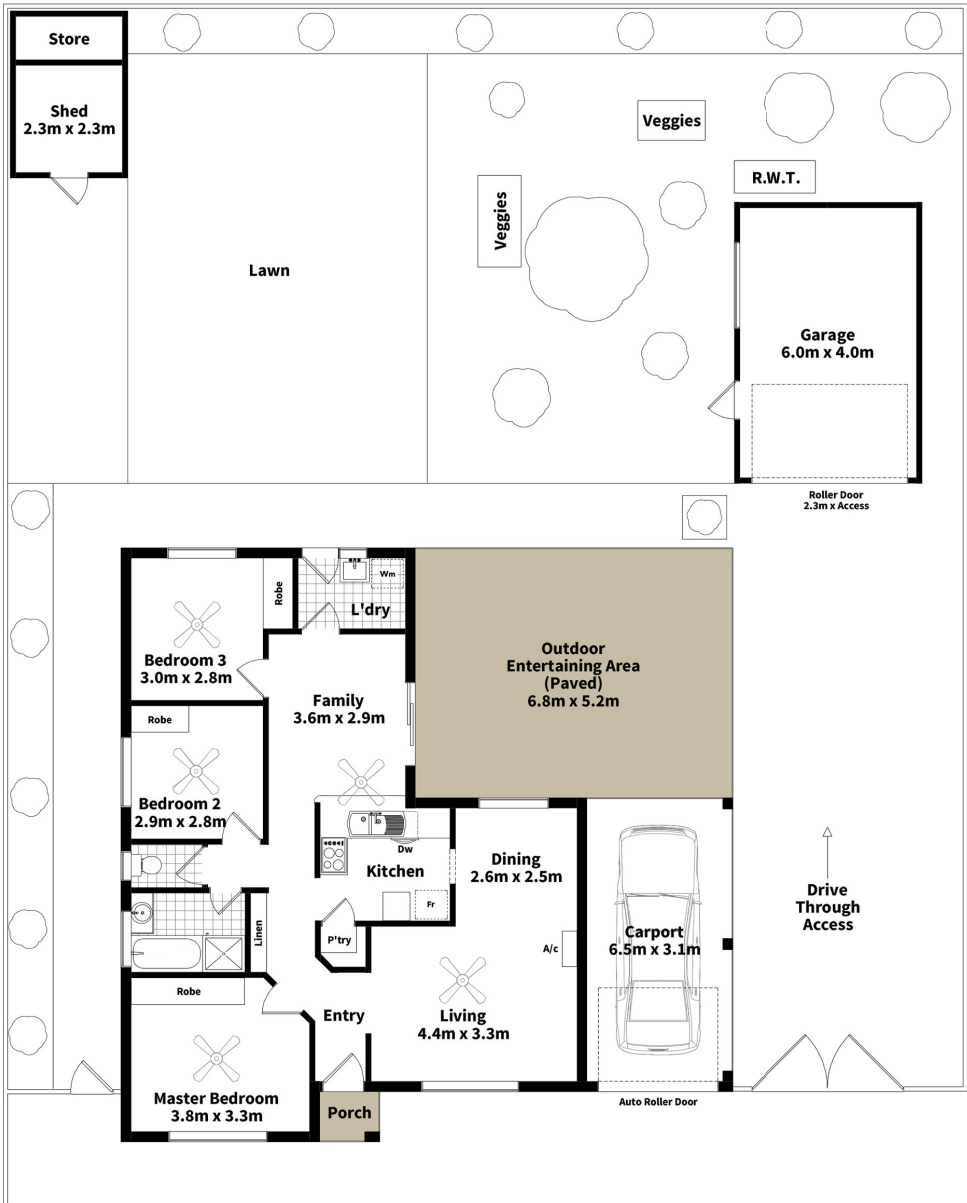 Store
Shed
2.3m x 2.3m
Veggies
R.W.T.
Veggies
Lawn
Garage
6.0m x 4.0m
Roller Door
2.3m x Access
Robe
Wm
L'dry
Bedroom 3
3.0m x 2.8m
Family
3.6m x 2.9m
Outdoor
Entertaining Area
(Paved)
6.8m x 5.2m
Robe
Bedroom 2
2.9m x 2.8m
Dw
Kitchen
Fr
Dining
2.6m x 2.5m
Drive
Through
Access
Carport
6.5m x 3.1m
Linen
P'try
A/c
Robe
Entry
Living
4.4m x 3.3m
Master Bedroom
3.8m x 3.3m
Porch
Auto Roller Door